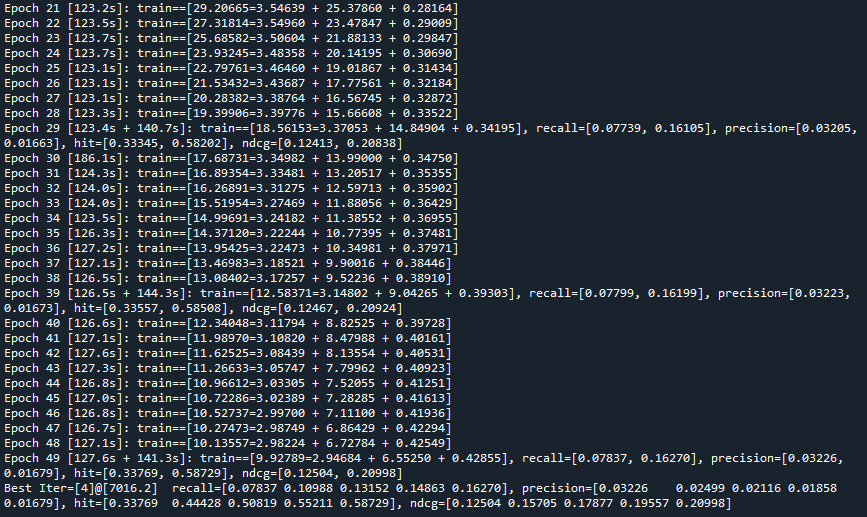 Epoch 21 [123.2s]: train==[29.20665=3.54639 + 25.37860 + 0.28164]
Epoch 22 [123.5s]: train==[27.31814=3.54960 + 23.47847 + 0.29009]
Epoch 23 [123.7s]: train==[25.68582=3.50604 + 21.88133 + 0.29847]
Epoch 24 [123.7s]: train==[23.93245=3.48358 + 20.14195 + 0.30690]
Epoch 25 [123.1s]: train==[22.79761=3.46460 + 19.01867 + 0.31434]
Epoch 26 [123.1s]: train==[21.53432=3.43687 + 17.77561 + 0.32184]
Epoch 27 [123.1s]: train==[20.28382=3.38764 + 16.56745 + 0.32872]
Epoch 28 [123.3s]: train==[19.39906=3.39776 + 15.66608 + 0.33522]
Epoch 29 [123.4s + 140.7s]: train==[18.56153=3.37053 + 14.84904 + 0.34195], recall=[0.07739, 0.16105], precision=[0.03205,
0.01663], hit=[0.33345, 0.58202], ndcg=[0.12413, 0.20838]
Epoch 30 [186.1s]: train==[17.68731=3.34982 + 13.99000 + 0.34750]
Epoch 31 [124.3s]: train==[16.89354=3.33481 + 13.20517 + 0.35355]
Epoch 32 [124.0s]: train==[16.26891=3.31275 + 12.59713 + 0.35902]
Epoch 33 [124.0s]: train==[15.51954=3.27469 + 11.88056 + 0.36429]
Epoch 34 [123.5s]: train==[14.99691=3.24182 + 11.38552 + 0.36955]
Epoch 35 [126.3s]: train==[14.37120=3.22244 + 10.77395 + 0.37481]
Epoch 36 [127.2s]: train==[13.95425=3.22473 + 10.34981 + 0.37971]
Epoch 37 [127.1s]: train==[13.46983=3.18521 + 9.90016 + 0.38446]
Epoch 38 [126.5s]: train==[13.08402=3.17257 + 9.52236 + 0.38910]
Epoch 39 [126.5s + 144.3s]: train==[12.58371=3.14802 + 9.04265 + 0.39303], recall=[0.07799, 0.16199], precision=[0.03223,
0.01673], hit=[0.33557, 0.58508], ndcg=[0.12467, 0.20924]
Epoch 40 [126.6s]: train==[12.34048=3.11794 + 8.82525 + 0.39728]
Epoch 41 [127.1s]: train==[11.98970=3.10820 + 8.47988 + 0.40161]
Epoch 42 [127.6s]: train==[11.62525=3.08439 + 8.13554 + 0.40531]
Epoch 43 [127.3s]: train==[11.26633=3.05747 + 7.79962 + 0.40923]
Epoch 44 [126.8s]: train==[10.96612=3.03305 + 7.52055 + 0.41251]
Epoch 45 [127.0s]: train==[10.72286=3.02389 + 7.28285 + 0.41613]
Epoch 46 [126.8s]: train==[10.52737=2.99700 + 7.11100 + 0.41936]
Epoch 47 [126.7s]: train==[10.27473=2.98749 + 6.86429 + 0.42294]
Epoch 48 [127.1s]: train==[10.13557=2.98224 + 6.72784 + 0.42549]
Epoch 49 [127.6s + 141.3s]: train==[9.92789=2.94684 + 6.55250 + 0.42855], recall=[0.07837, 0.16270], precision=[0.03226,
0.01679], hit=[0.33769, 0.58729], ndcg=[0.12504, 0.20998]
Best Iter=[4]@[7016.2]  recall=[0.07837 0.10988 0.13152 0.14863 0.16270], precision=[0.03226    0.02499 0.02116 0.01858
0.01679], hit=[0.33769  0.44428 0.50819 0.55211 0.58729], ndcg=[0.12504 0.15705 0.17877 0.19557 0.20998]